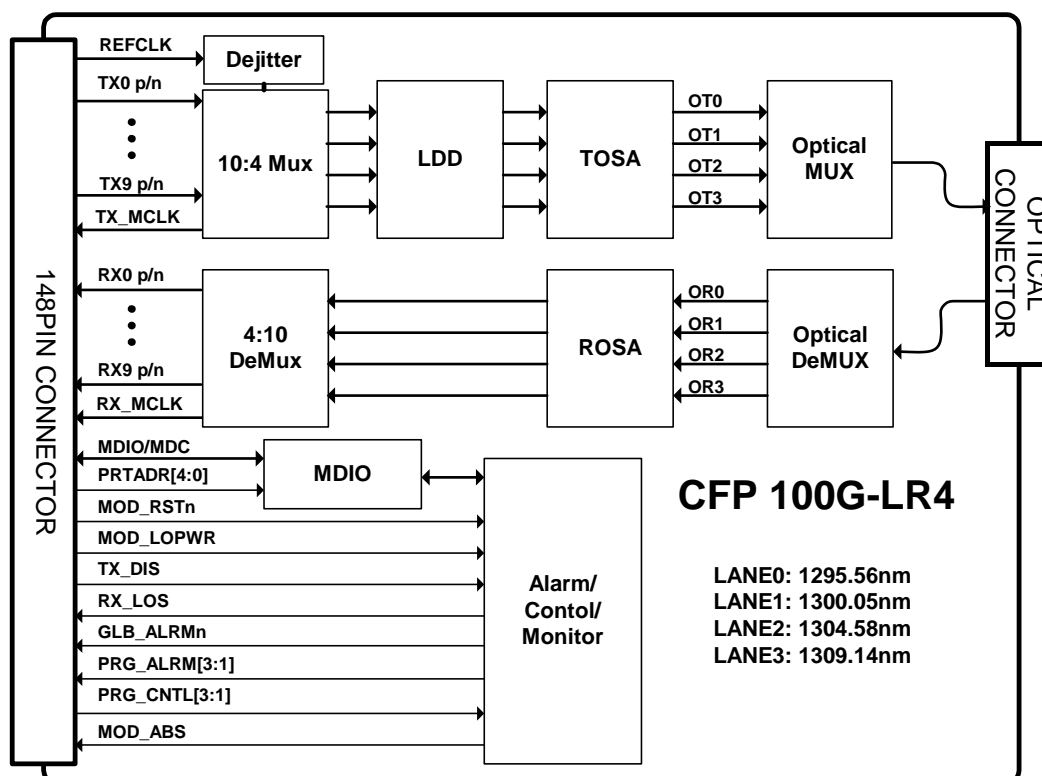 REFCLK
Dejitter
TX0 p/n
TX9 p/n
TX_MCLK
10:4 Mux
LDD
TOSA
OT0
OT1
OT2
OT3
Optical
MUX
OPTICAL
CONNECTOR
148PIN CONNECTOR
RX0 p/n
RX9 p/n
RX_MCLK
4:10
DeMux
ROSA
OR0
OR1
OR2
OR3
Optical
DeMUX
MDIO/MDC
PRTADR[4:0]
MOD_RSTn
MOD_LOPWR
TX_DIS
RX_LOS
GLB_ALRMn
PRG_ALRM[3:1]
PRG_CNTL[3:1]
MOD_ABS
MDIO
Alarm/
Contol/
Monitor
CFP 100G-LR4
LANE0: 1295.56nm
LANE1: 1300.05nm
LANE2: 1304.58nm
LANE3: 1309.14nm